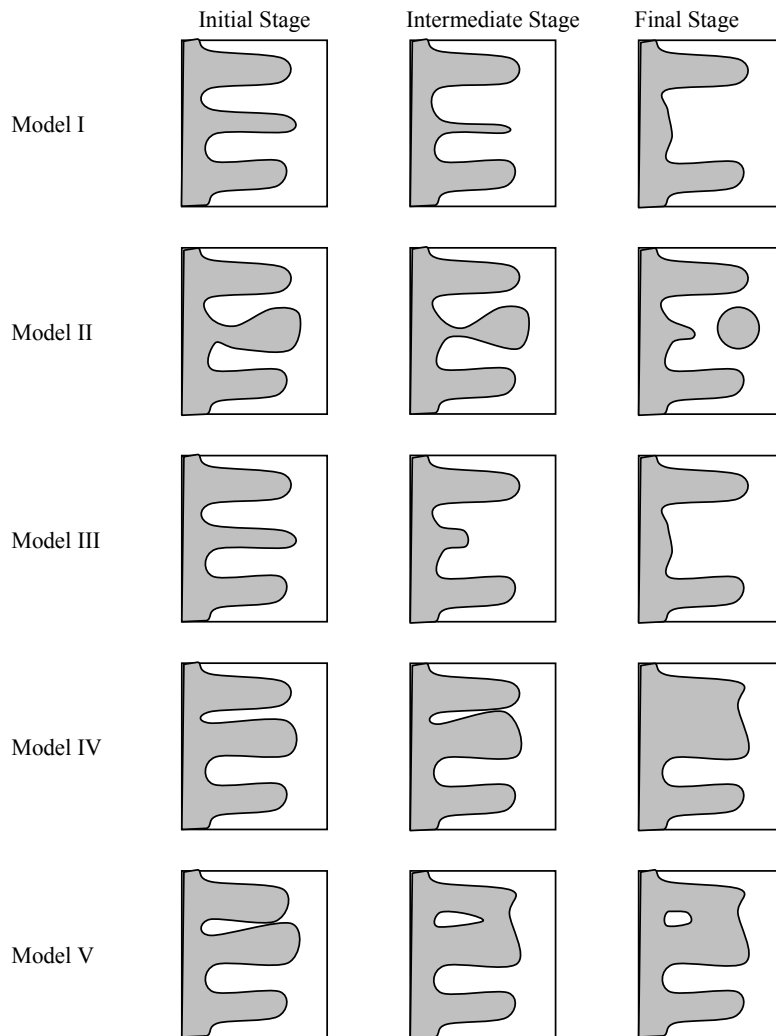 Initial Stage Intermediate Stage Final Stage
Model I
Model II
Model III
Model IV
Model V